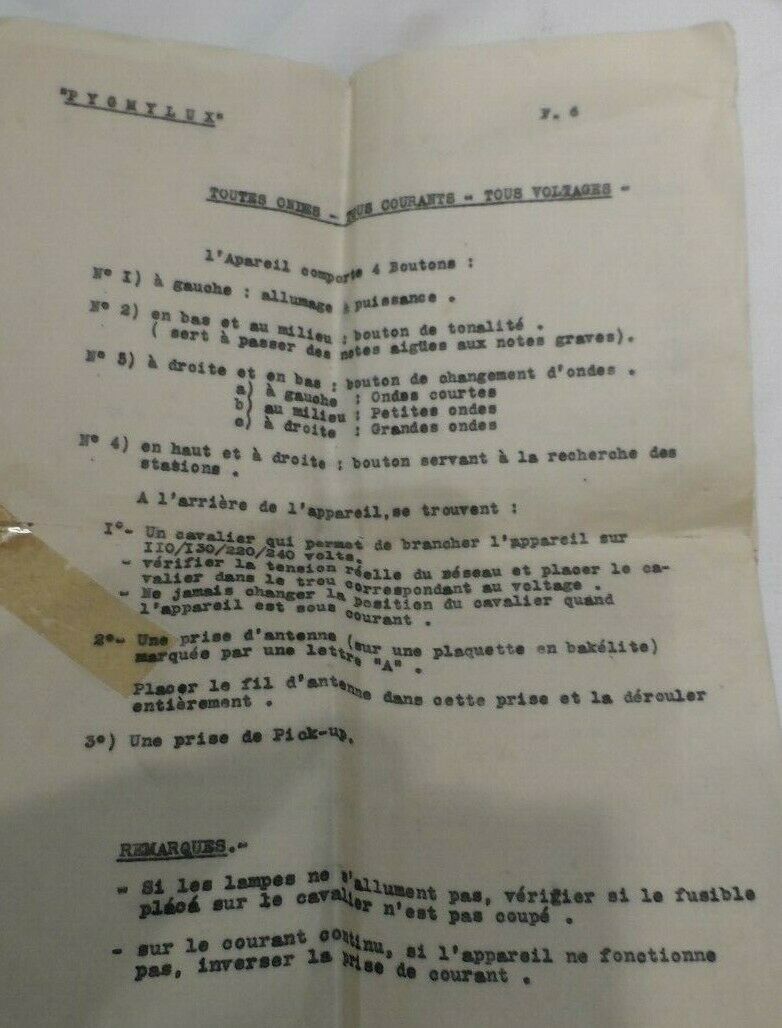 "PYGMYLUX"
F. 6
TOUTES ONDES - TOUS COURANTS - TOUS VOLTAGES -
l'Apareil comporte 4 Boutons :
N° I) à gauche : allumage & puissance .
N° 2) en bas et au milieu : bouton de tonalité .
( sert à passer des notes aigües aux notes graves).
N° 3) à droite et en bas : bouton de changement d'ondes .
a) à gauche : Ondes courtes
b) au milieu : Petites ondes
c) à droite : Grandes ondes
N° 4) en haut et à droite : bouton servant à la recherche des
stations .
A l'arrière de l'appareil,se trouvent :
I°- Un cavalier qui permet de brancher l'appareil sur
IIO/I30/220/240 volts.
- vérifier la tension réelle du réseau et placer le ca-
valier dans le trou correspondant au voltage .
- Ne jamais changer la position du cavalier quand
l'appareil est sous courant .
2°- Une prise d'antenne (sur une plaquette en bakélite)
marquée par une lettre "A" .
Placer le fil d'antenne dans cette prise et la dérouler
entièrement .
3°) Une prise de Pick-up.
REMARQUES.-
- Si les lampes ne s'allument pas, vérifier si le fusible
plácá sur le cavalier n'est pas coupé .
- sur le courant continu, si l'appareil ne fonctionne
pas, inverser la prise de courant .